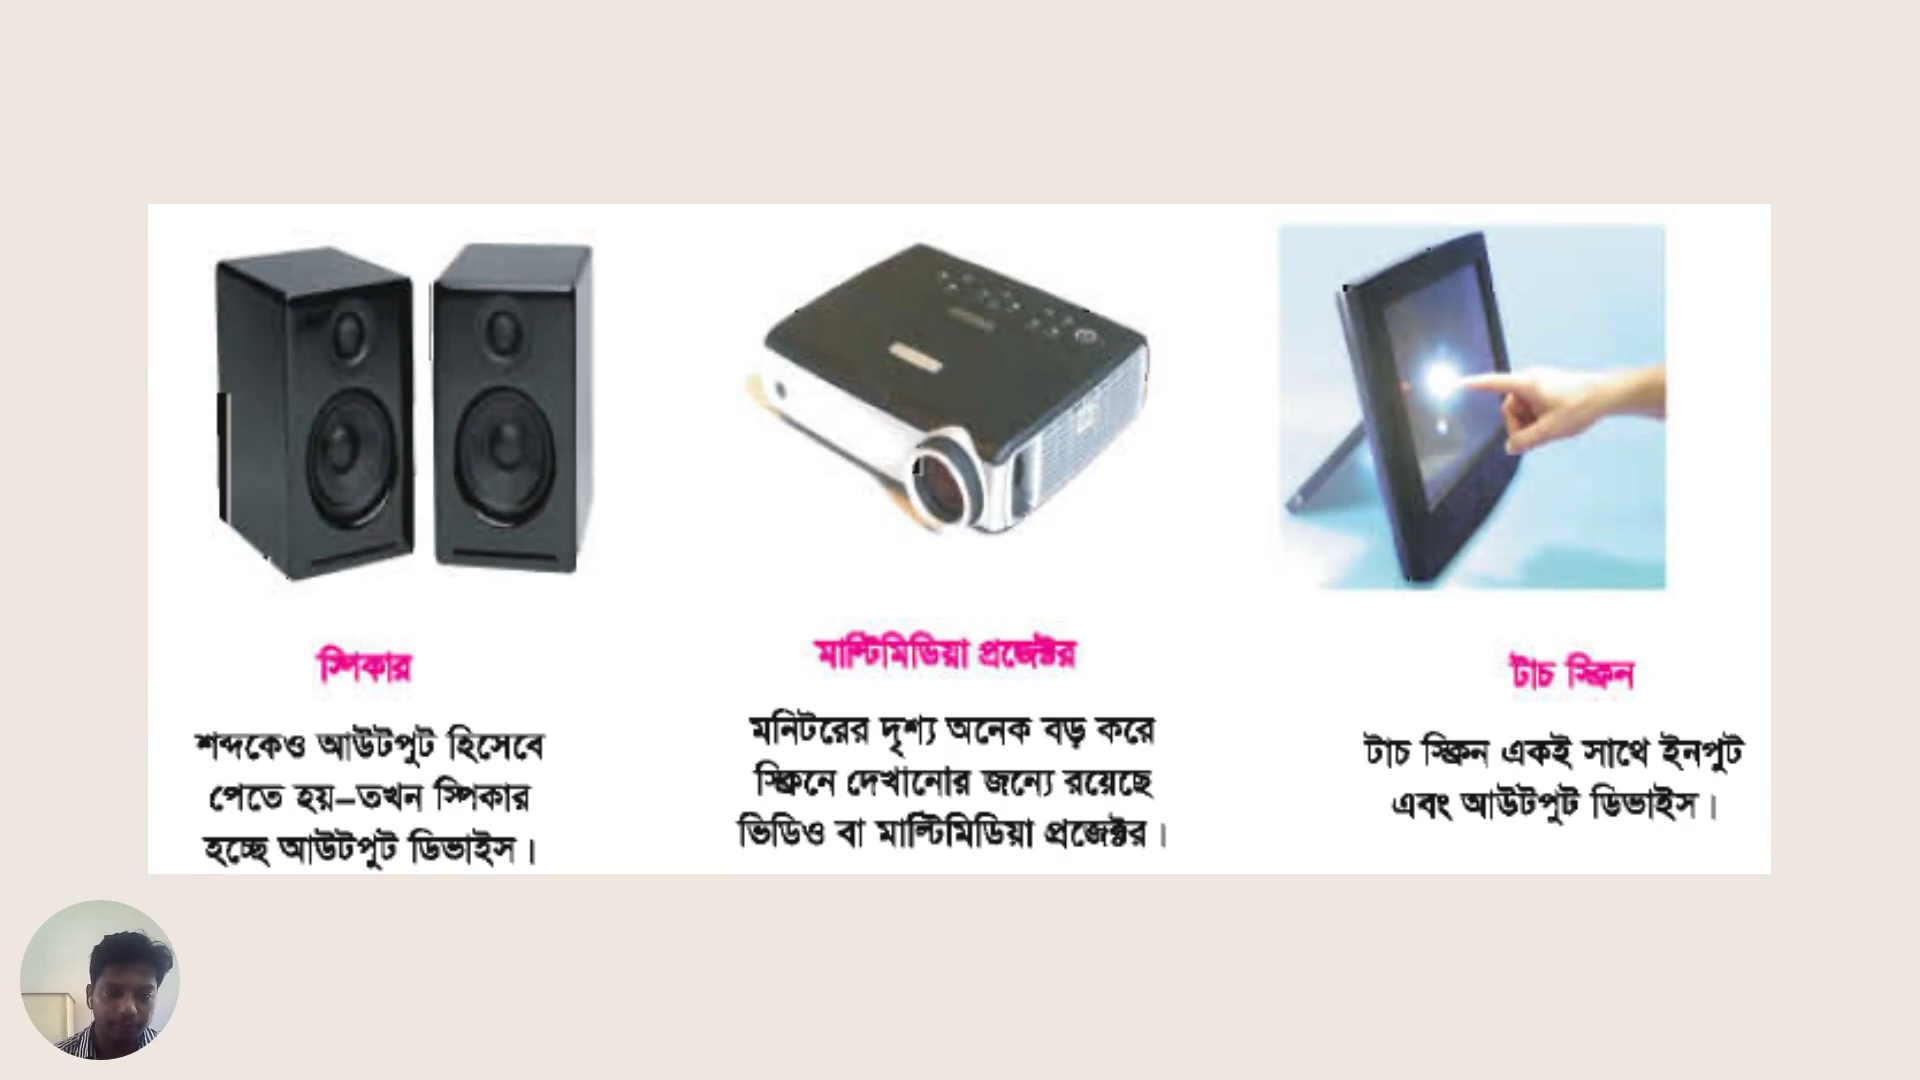 স্পিকার
শব্দকেও আউটপুট হিসেবে
পেতে হয়–তখন স্পিকার
হচ্ছে আউটপুট ডিভাইস।
মাল্টিমিডিয়া প্রজেক্টর
মনিটরের দৃশ্য অনেক বড় করে
স্ক্রিনে দেখানোর জন্যে রয়েছে
ভিডিও বা মাল্টিমিডিয়া প্রজেক্টর।
টাচ স্ক্রিন
টাচ স্ক্রিন একই সাথে ইনপুট
এবং আউটপুট ডিভাইস।